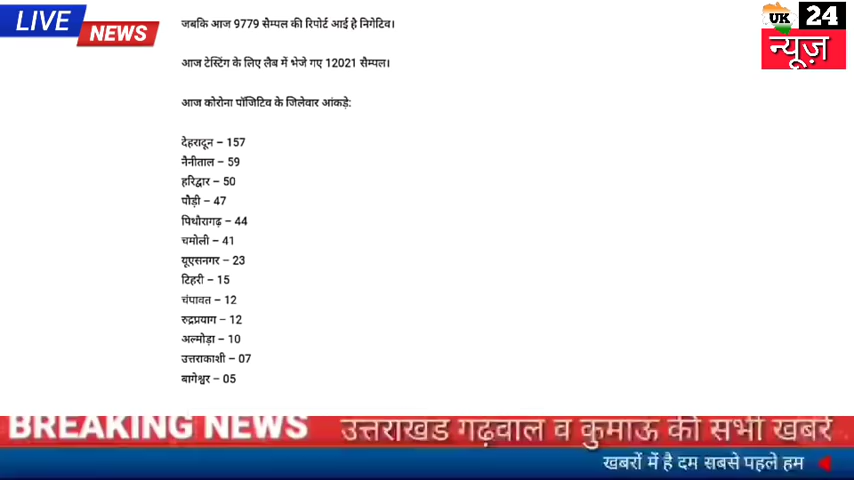 LIVE
NEWS
UK
24
न्यूज़
जबकि आज 9779 सैम्पल की रिपोर्ट आई है निगेटिव।
आज टेस्टिंग के लिए लैब में भेजे गए 12021 सैम्पल।
आज कोरोना पॉजिटिव के जिलेवार आंकड़े:
देहरादून – 157
नैनीताल – 59
हरिद्वार – 50
पौड़ी – 47
पिथौरागढ़ – 44
चमोली – 41
यूएसनगर – 23
टिहरी – 15
चंपावत – 12
रुद्रप्रयाग – 12
अल्मोड़ा – 10
उत्तराकाशी – 07
बागेश्वर – 05
BREAKING NEWS
उत्तराखंड गढ़वाल व कुमाऊ की सभी खबरें
खबरों में है दम सबसे पहले हम